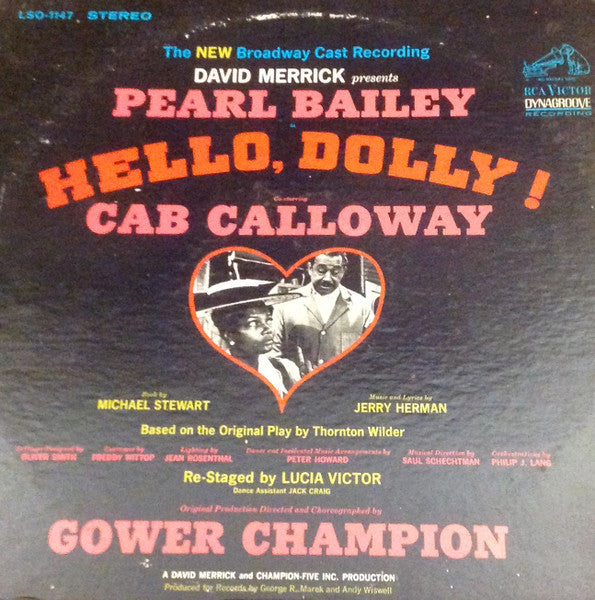 LSO-1147 STEREO
The NEW Broadway Cast Recording
DAVID MERRICK presents
PEARL BAILEY
HELLO, DOLLY!
Co-starring
CAB CALLOWAY
RCA VICTOR
DYNAGROOVE
RECORDING
Book by
MICHAEL STEWART
Music and Lyrics by
JERRY HERMAN
Based on the Original Play by Thornton Wilder
Settings Designed by
OLIVER SMITH
Costumes by
FREDDY WITTOP
Lighting by
JEAN ROSENTHAL
Dance and Incidental Music Arrangements by
PETER HOWARD
Musical Direction by
SAUL SCHECHTMAN
Orchestrations by
PHILIP J. LANG
Re-Staged by LUCIA VICTOR
Dance Assistant JACK CRAIG
Original Production Directed and Choreographed by
GOWER CHAMPION
A DAVID MERRICK and CHAMPION-FIVE INC. PRODUCTION
Produced for Records by George R. Marek and Andy Wiswell